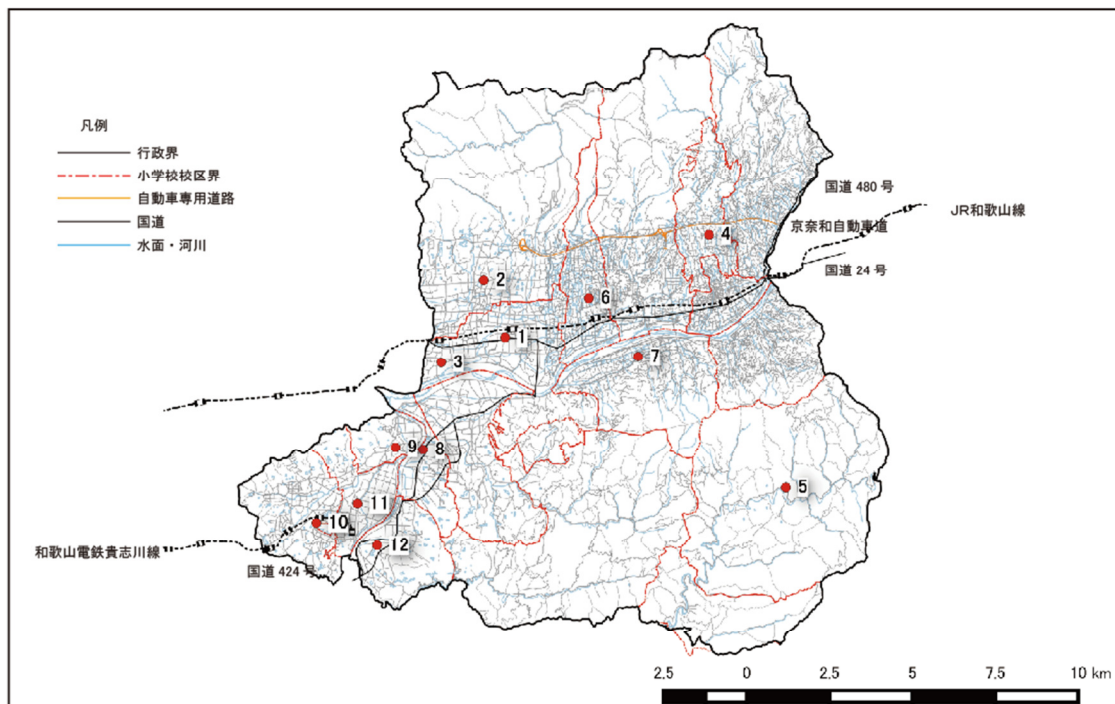 凡例
行政界
小学校校区界
自動車専用道路
国道
水面・河川
国道 480 号
JR和歌山線
京奈和自動車道
国道 24 号
4
2
6
1
3
7
9
8
5
11
10
12
和歌山電鉄貴志川線
国道 424 号
2.5 0 2.5 5 7.5 10 km